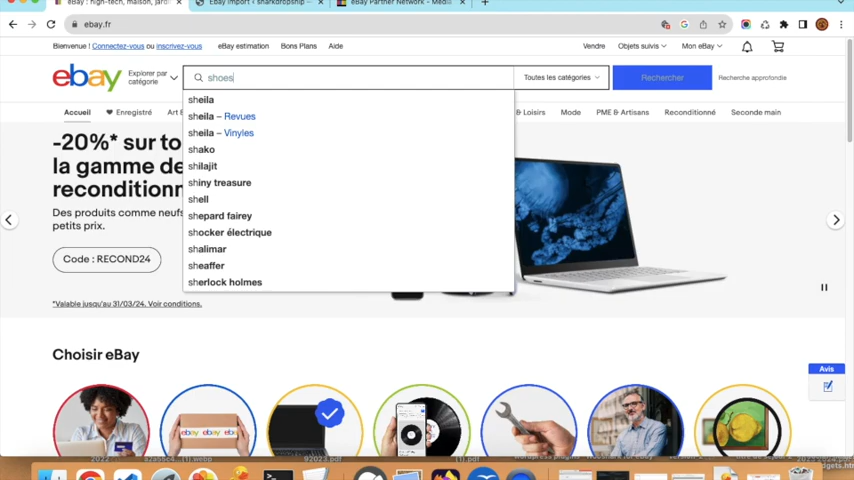 eBay : high-tech, maison, jardi
Ebay Import ‹ sharkdropship —
eBay Partner Network - Media
ebay.fr
Bienvenue ! Connectez-vous ou inscrivez-vous
eBay estimation
Bons Plans
Aide
Vendre
Objets suivis
Mon eBay
ebay
Explorer par catégorie
shoes
Toutes les catégories
Rechercher
Recherche approfondie
Accueil
Enregistré
Art
& Loisirs
Mode
PME & Artisans
Reconditionné
Seconde main
sheila
sheila – Revues
sheila – Vinyles
shako
shilajit
shiny treasure
shell
shepard fairey
shocker électrique
shalimar
sheaffer
sherlock holmes
-20%* sur to
la gamme de
reconditionn
Des produits comme neufs
petits prix.
Code : RECOND24
*Valable jusqu'au 31/03/24. Voir conditions.
Choisir eBay
Avis
ebay ebay ebay